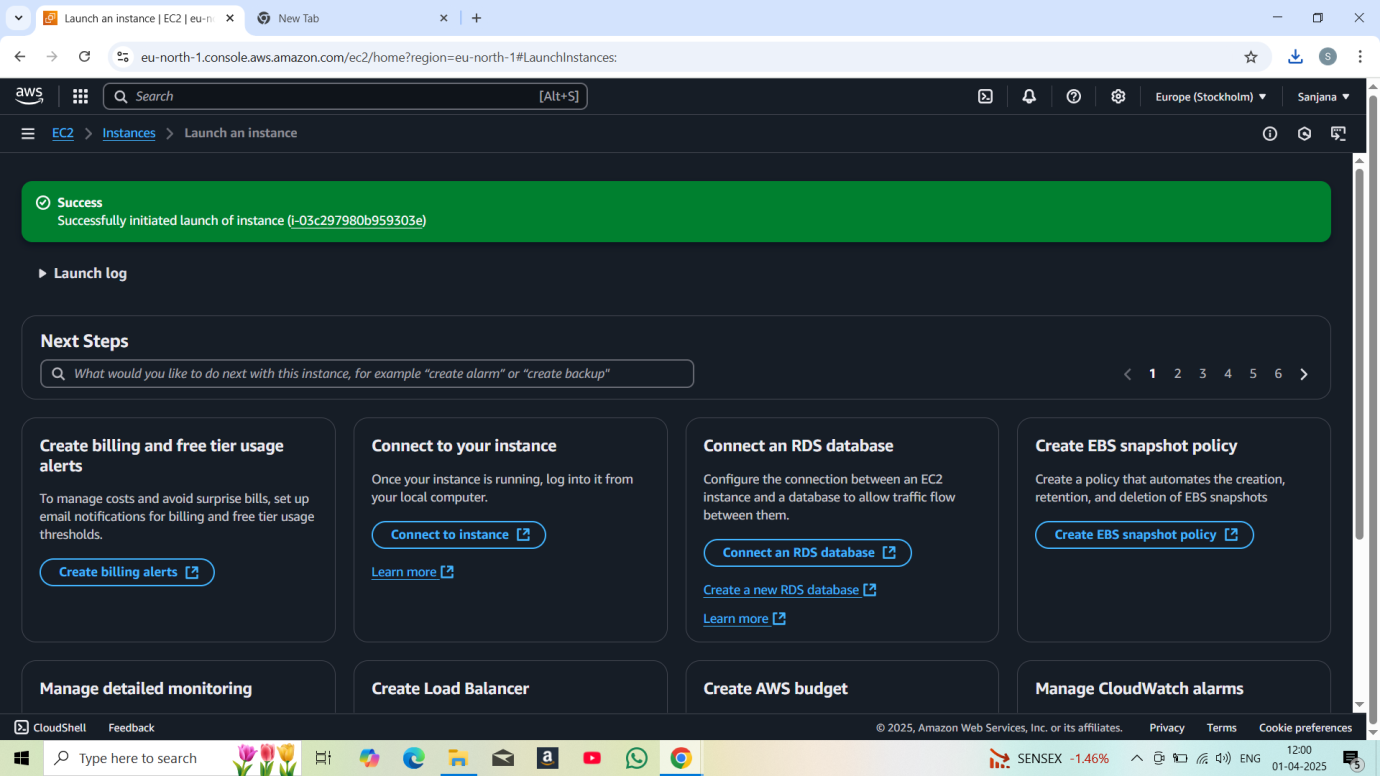 Launch an instance | EC2 | eu-n
New Tab
eu-north-1.console.aws.amazon.com/ec2/home?region=eu-north-1#LaunchInstances:
S
aws
Search
[Alt+S]
Europe (Stockholm)
Sanjana
EC2
Instances
Launch an instance
Success
Successfully initiated launch of instance (i-03c297980b959303e)
Launch log
Next Steps
What would you like to do next with this instance, for example "create alarm" or "create backup"
1 2 3 4 5 6
Create billing and free tier usage
alerts
To manage costs and avoid surprise bills, set up
email notifications for billing and free tier usage
thresholds.
Create billing alerts
Connect to your instance
Once your instance is running, log into it from
your local computer.
Connect to instance
Learn more
Connect an RDS database
Configure the connection between an EC2
instance and a database to allow traffic flow
between them.
Connect an RDS database
Create a new RDS database
Learn more
Create EBS snapshot policy
Create a policy that automates the creation,
retention, and deletion of EBS snapshots
Create EBS snapshot policy
Manage detailed monitoring
Create Load Balancer
Create AWS budget
Manage CloudWatch alarms
CloudShell
Feedback
© 2025, Amazon Web Services, Inc. or its affiliates.
Privacy
Terms
Cookie preferences
Type here to search
a
SENSEX -1.46%
ENG
12:00
01-04-2025
5